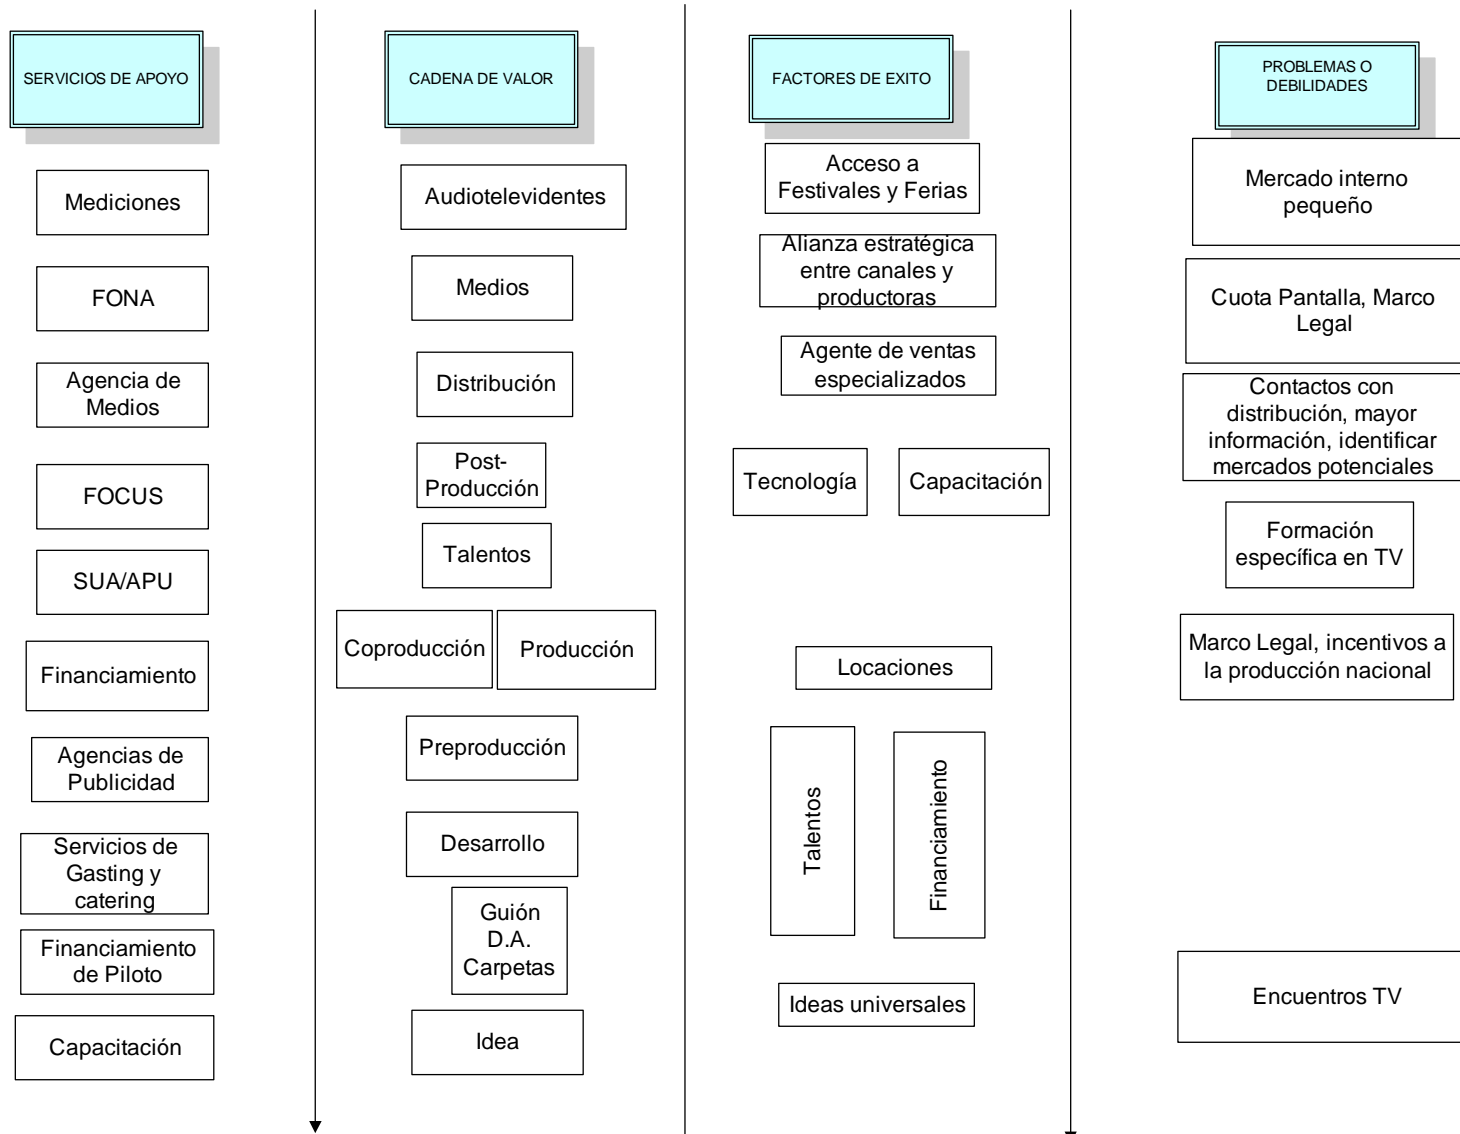 SERVICIOS DE APOYO
Mediciones
FONA
Agencia de
Medios
FOCUS
SUA/APU
Financiamiento
Agencias de
Publicidad
Servicios de
Gasting y
catering
Financiamiento
de Piloto
Capacitación
CADENA DE VALOR
Audiotelevidentes
Medios
Distribución
Post-
Producción
Talentos
Coproducción
Producción
Preproducción
Desarrollo
Guión
D.A.
Carpetas
Idea
FACTORES DE EXITO
Acceso a
Festivales y Ferias
Alianza estratégica
entre canales y
productoras
Agente de ventas
especializados
Tecnología
Capacitación
Locaciones
Talentos
Financiamiento
Ideas universales
PROBLEMAS O
DEBILIDADES
Mercado interno
pequeño
Cuota Pantalla, Marco
Legal
Contactos con
distribución, mayor
información, identificar
mercados potenciales
Formación
específica en TV
Marco Legal, incentivos a
la producción nacional
Encuentros TV